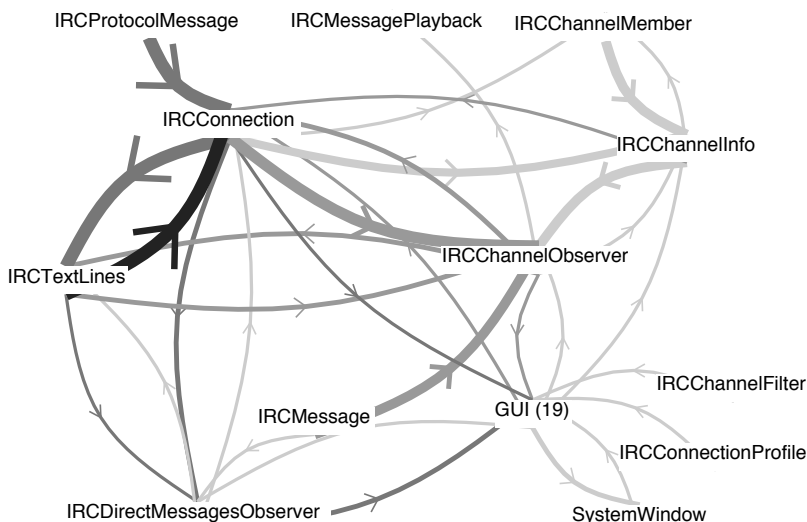 IRCProtocolMessage
IRCMessagePlayback
IRCChannelMember
IRCConnection
IRCChannelInfo
IRCChannelObserver
IRCTextLines
IRCChannelFilter
IRCMessage
GUI (19)
IRCConnectionProfile
IRCDirectMessagesObserver
SystemWindow